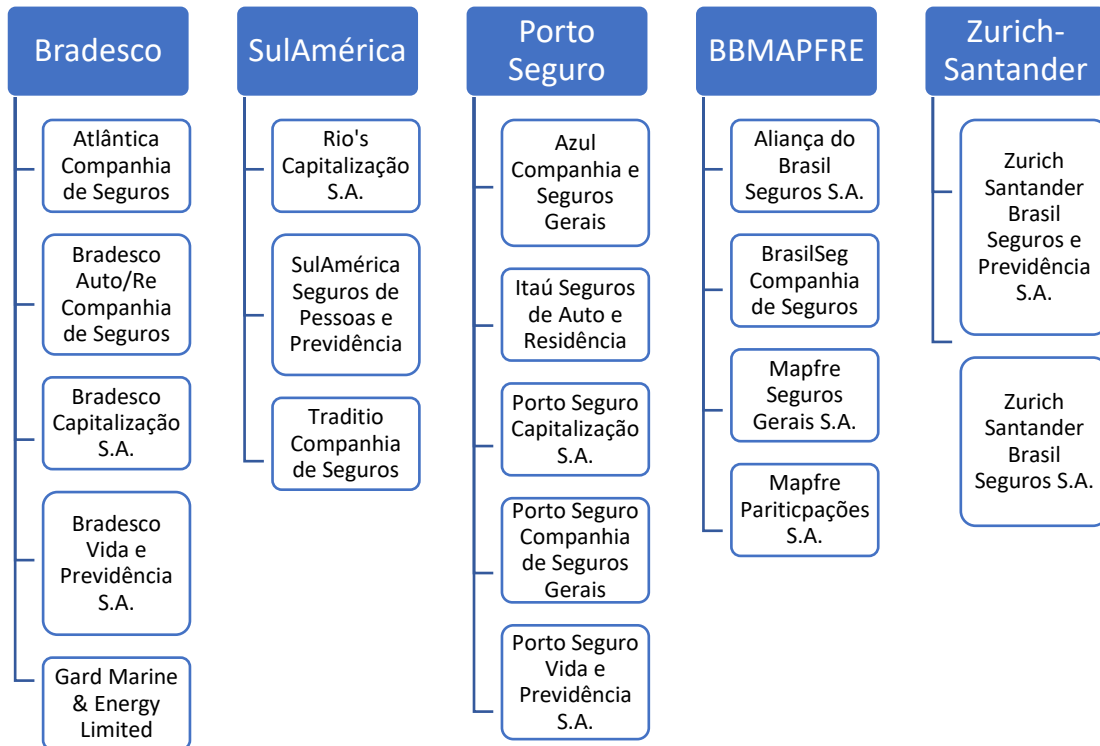 Bradesco
Atlântica
Companhia
de Seguros
Bradesco
Auto/Re
Companhia
de Seguros
Bradesco
Capitalização
S.A.
Bradesco
Vida e
Previdência
S.A.
Gard Marine
& Energy
Limited
SulAmérica
Rio's
Capitalização
S.A.
SulAmérica
Seguros de
Pessoas e
Previdência
Traditio
Companhia
de Seguros
Porto
Seguro
Azul
Companhia e
Seguros
Gerais
Itaú Seguros
de Auto e
Residência
Porto Seguro
Capitalização
S.A.
Porto Seguro
Companhia
de Seguros
Gerais
Porto Seguro
Vida e
Previdência
S.A.
BBMAPFRE
Aliança do
Brasil
Seguros S.A.
BrasilSeg
Companhia
de Seguros
Mapfre
Seguros
Gerais S.A.
Mapfre
Pariticpações
S.A.
Zurich-
Santander
Zurich
Santander
Brasil
Seguros e
Previdência
S.A.
Zurich
Santander
Brasil
Seguros S.A.